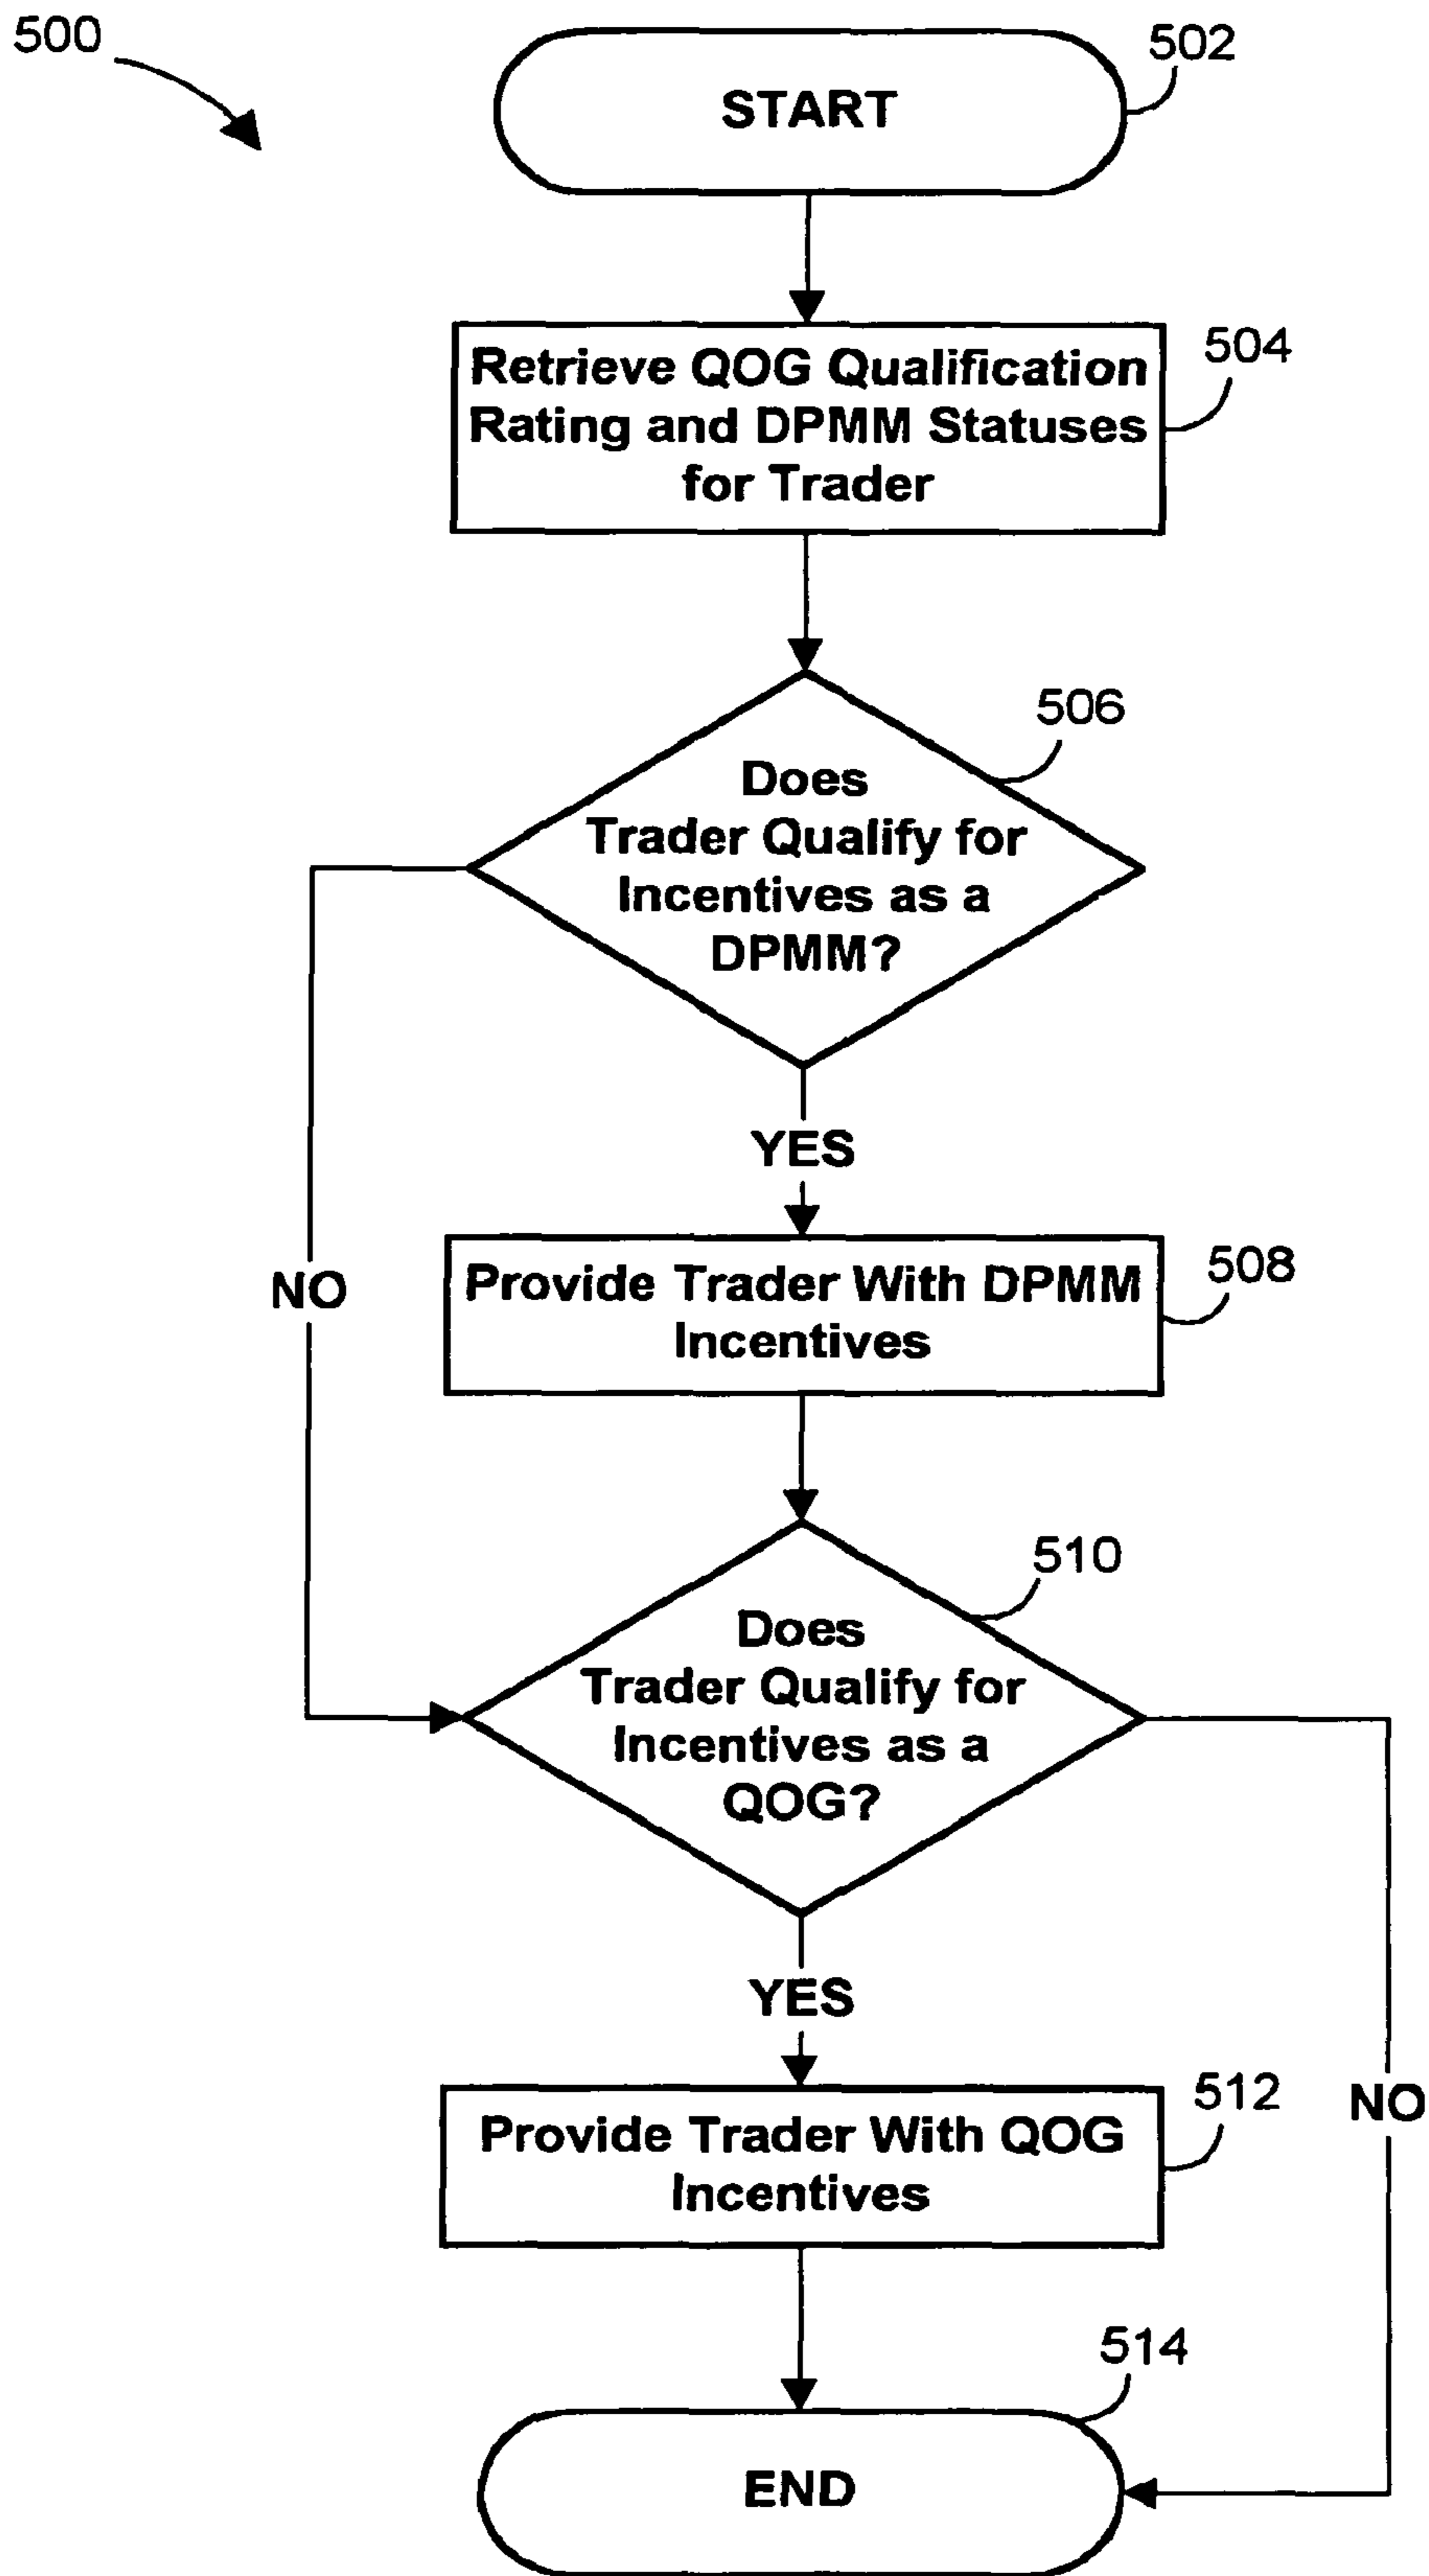 500
502
START
504
Retrieve QOG Qualification
Rating and DPMM Statuses
for Trader
506
Does
Trader Qualify for
Incentives as a
DPMM?
YES
NO
508
Provide Trader With DPMM
Incentives
510
Does
Trader Qualify for
Incentives as a
QOG?
YES
NO
512
Provide Trader With QOG
Incentives
514
END